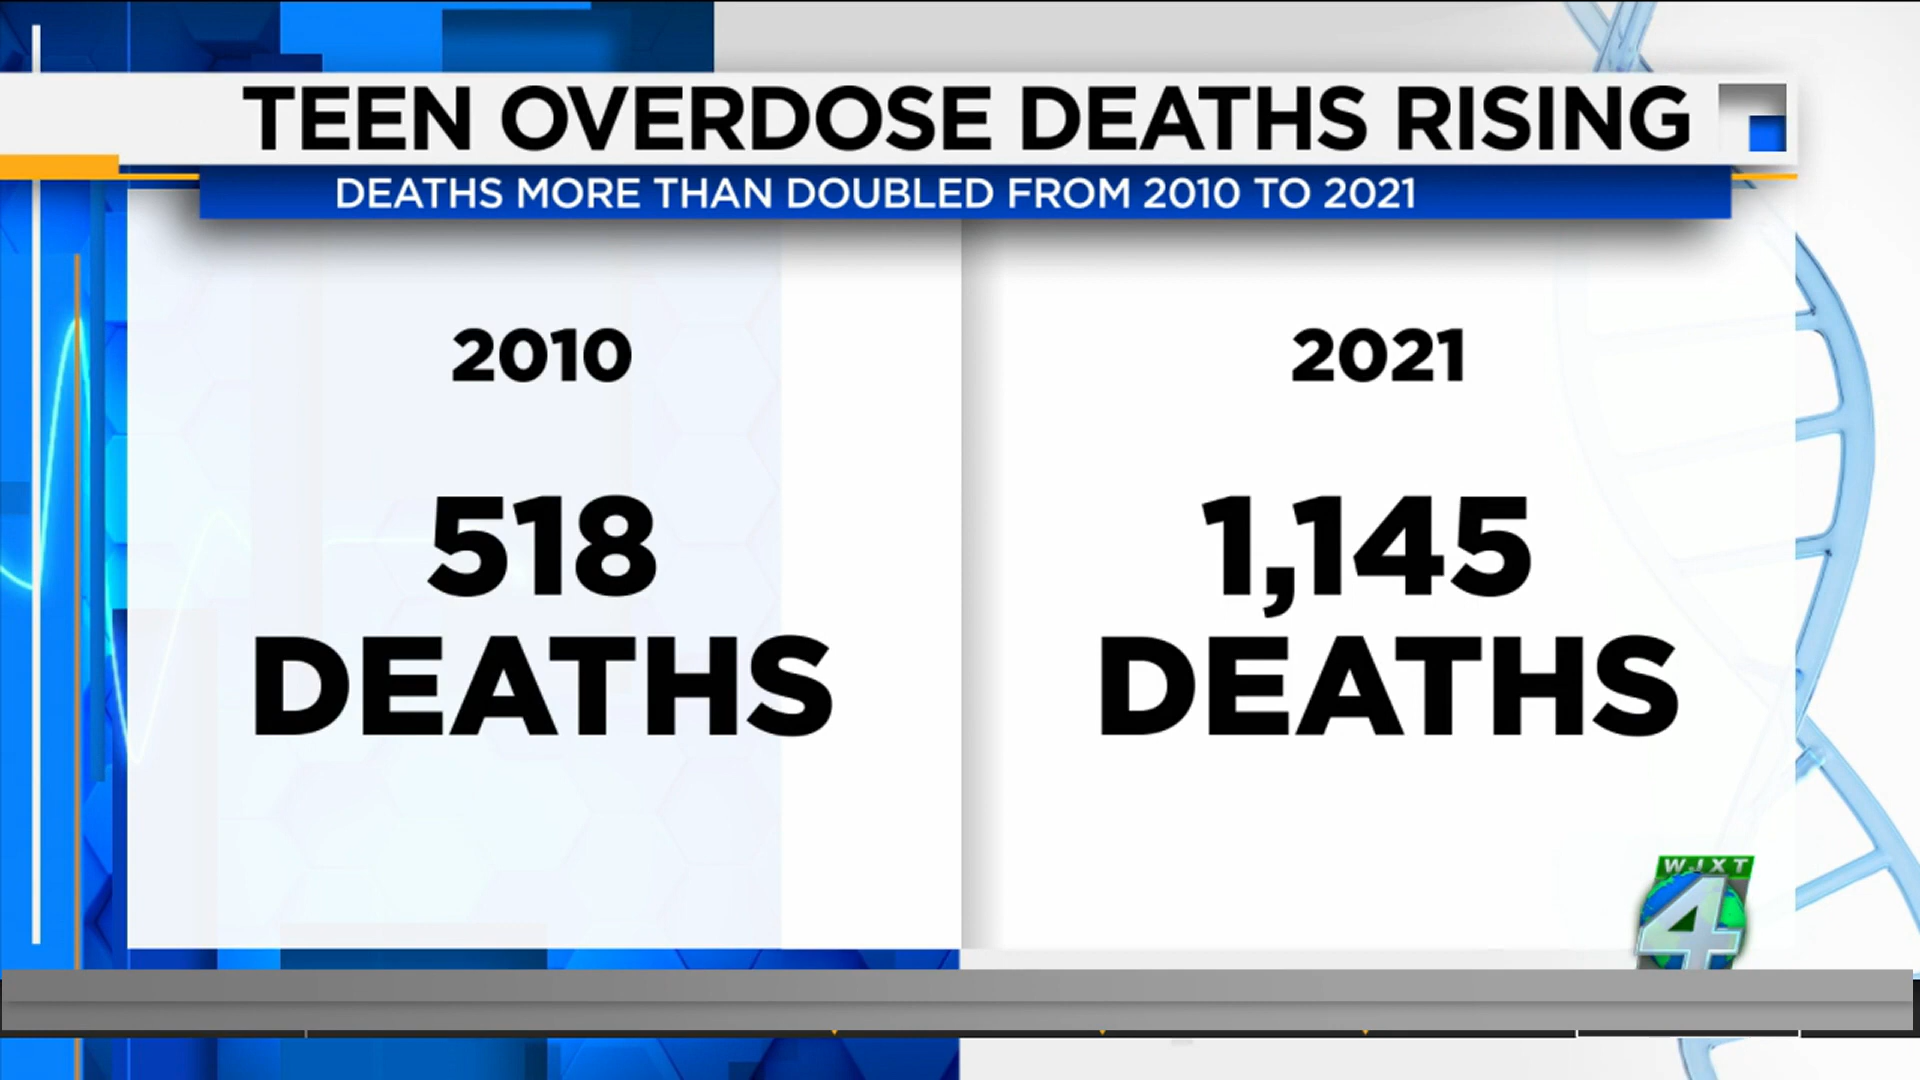 TEEN OVERDOSE DEATHS RISING
DEATHS MORE THAN DOUBLED FROM 2010 TO 2021
2010
518
DEATHS
2021
1,145
DEATHS
WJXT
4